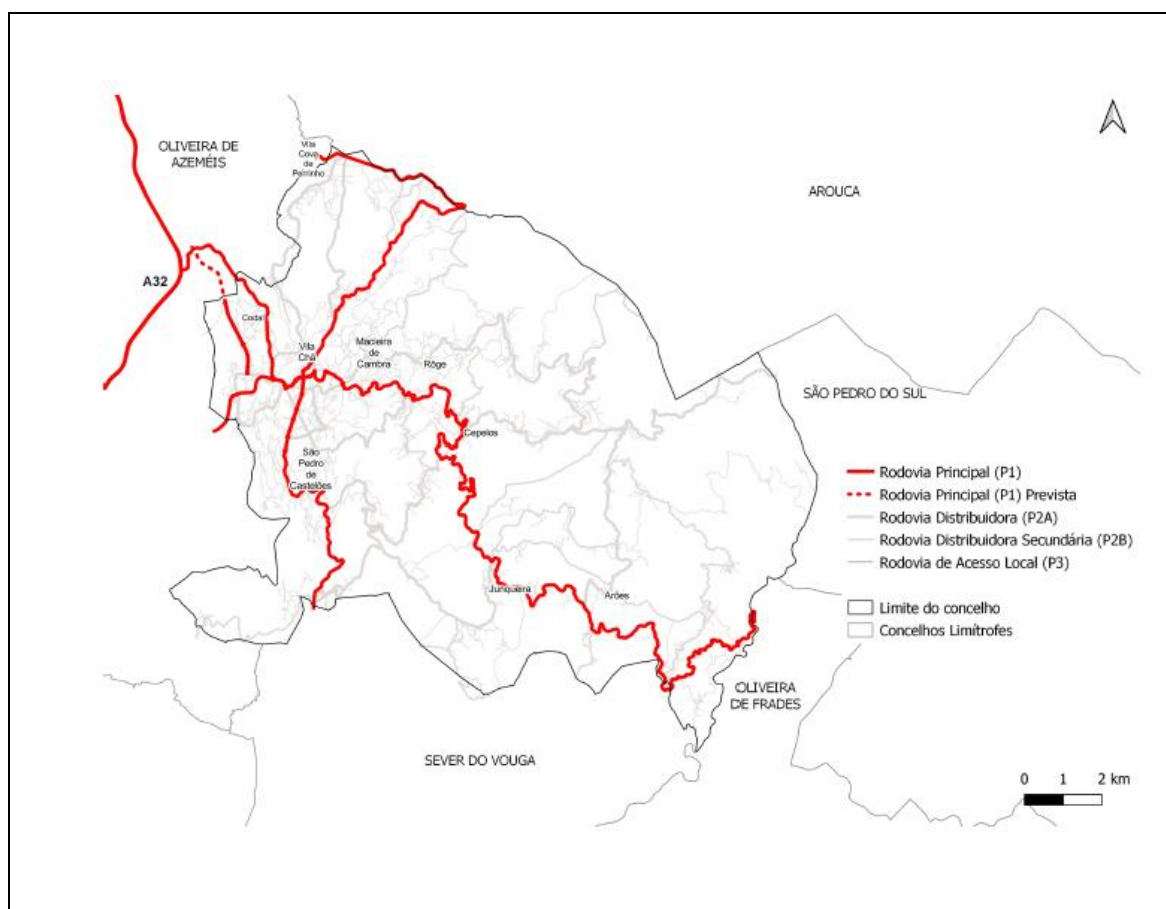 OLIVEIRA DE
AZEMÉIS
Vila
Cova
de
Perrinho
AROUCA
A32
Codal
Vila
Chã
Macieira
de
Cambra
Rôge
SÃO PEDRO DO SUL
Cepelos
São
Pedro
de
Castelões
Rodovia Principal (P1)
Rodovia Principal (P1) Prevista
Rodovia Distribuidora (P2A)
Rodovia Distribuidora Secundária (P2B)
Rodovia de Acesso Local (P3)
Junqueira
Arões
Limite do concelho
Concelhos Limítrofes
OLIVEIRA
DE FRADES
SEVER DO VOUGA
0 1 2 km